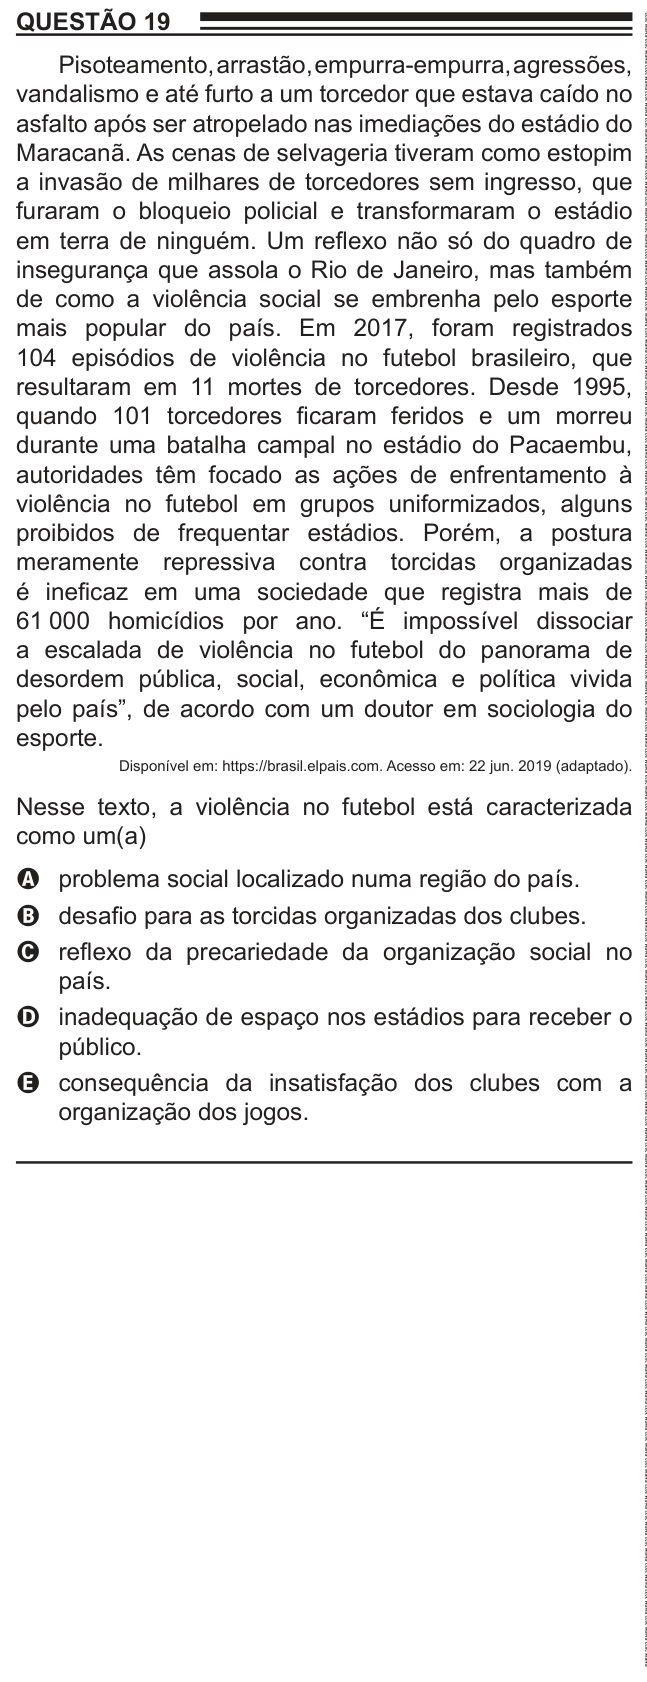 QUESTÃO 19
Pisoteamento, arrastão, empurra-empurra, agressões,
vandalismo e até furto a um torcedor que estava caído no
asfalto após ser atropelado nas imediações do estádio do
Maracanã. As cenas de selvageria tiveram como estopim
a invasão de milhares de torcedores sem ingresso, que
furaram o bloqueio policial e transformaram o estádio
em terra de ninguém. Um reflexo não só do quadro de
insegurança que assola o Rio de Janeiro, mas também
de como a violência social se embrenha pelo esporte
mais popular do país. Em 2017, foram registrados
104 episódios de violência no futebol brasileiro, que
resultaram em 11 mortes de torcedores. Desde 1995,
quando 101 torcedores ficaram feridos e um morreu
durante uma batalha campal no estádio do Pacaembu,
autoridades têm focado as ações de enfrentamento à
violência no futebol em grupos uniformizados, alguns
proibidos de frequentar estádios. Porém, a postura
meramente repressiva contra torcidas organizadas
é ineficaz em uma sociedade que registra mais de
61 000 homicídios por ano. “É impossível dissociar
a escalada de violência no futebol do panorama de
desordem pública, social, econômica e política vivida
pelo país”, de acordo com um doutor em sociologia do
esporte.
Disponível em: https://brasil.elpais.com. Acesso em: 22 jun. 2019 (adaptado).
Nesse texto, a violência no futebol está caracterizada
como um(a)
A problema social localizado numa região do país.
B desafio para as torcidas organizadas dos clubes.
C reflexo da precariedade da organização social no
país.
D inadequação de espaço nos estádios para receber o
público.
E consequência da insatisfação dos clubes com a
organização dos jogos.